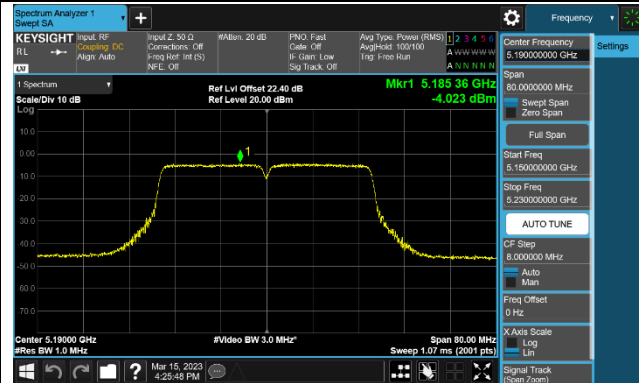 Spectrum Analyzer 1
Swept SA
+
Frequency
KEYSIGHT
RL
LXI
Input: RF
Coupling: DC
Align: Auto
Input Z: 50 Ω
Corrections: Off
Freq Ref: Int (S)
NFE: Off
#Atten: 20 dB
PNO: Fast
Gate: Off
IF Gain: Low
Sig Track: Off
Avg Type: Power (RMS)
Avg|Hold: 100/100
Trig: Free Run
1 2 3 4 5 6
A W W W W W
A N N N N N
1 Spectrum
Scale/Div 10 dB
Log
Ref Lvl Offset 22.40 dB
Ref Level 20.00 dBm
Mkr1 5.185 36 GHz
-4.023 dBm
10.0
0.00
-10.0
-20.0
-30.0
-40.0
-50.0
-60.0
-70.0
1
Center 5.19000 GHz
#Res BW 1.0 MHz
#Video BW 3.0 MHz*
Span 80.00 MHz
Sweep 1.07 ms (2001 pts)
Mar 15, 2023
4:25:48 PM
?
Center Frequency
5.190000000 GHz
Span
80.0000000 MHz
Swept Span
Zero Span
Full Span
Start Freq
5.150000000 GHz
Stop Freq
5.230000000 GHz
AUTO TUNE
CF Step
8.000000 MHz
Auto
Man
Freq Offset
0 Hz
X Axis Scale
Log
Lin
Signal Track
(Span Zoom)
Settings